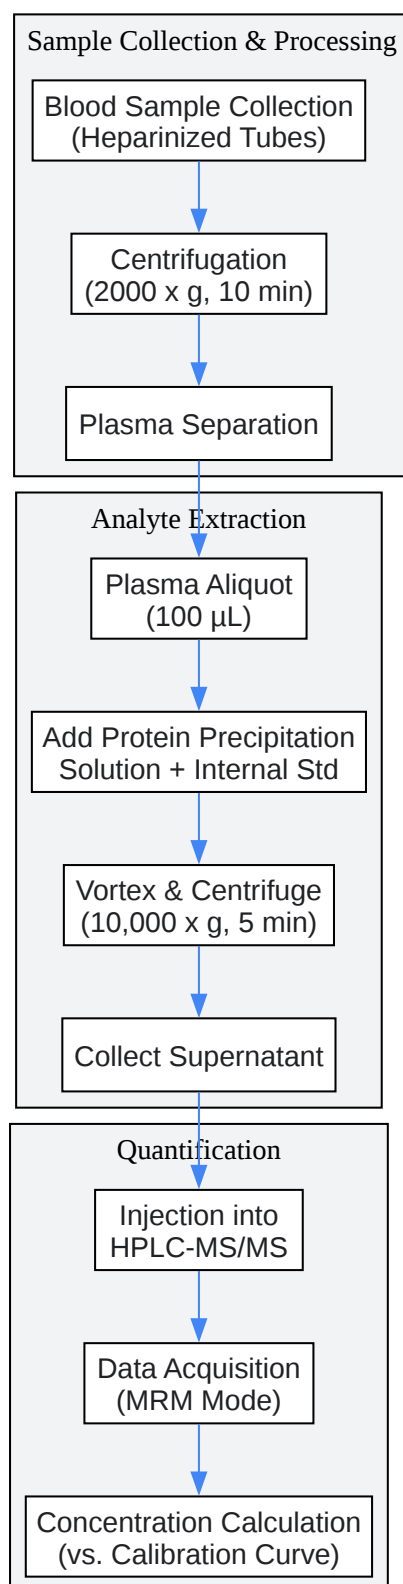 Sample Collection & Processing
Blood Sample Collection
(Heparinized Tubes)
Centrifugation
(2000 x g, 10 min)
Plasma Separation
Analyte Extraction
Plasma Aliquot
(100 µL)
Add Protein Precipitation
Solution + Internal Std
Vortex & Centrifuge
(10,000 x g, 5 min)
Collect Supernatant
Quantification
Injection into
HPLC-MS/MS
Data Acquisition
(MRM Mode)
Concentration Calculation
(vs. Calibration Curve)